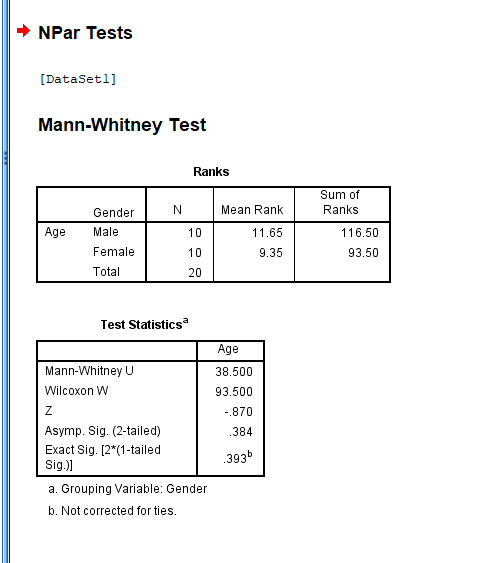 NPar Tests
[DataSet1]
Mann-Whitney Test
Ranks
Gender N Mean Rank Sum of Ranks
Age Male 10 11.65 116.50
Female 10 9.35 93.50
Total 20
Test Statisticsa
Age
Mann-Whitney U 38.500
Wilcoxon W 93.500
Z -.870
Asymp. Sig. (2-tailed) .384
Exact Sig. [2*(1-tailed Sig.)] .393b
a. Grouping Variable: Gender
b. Not corrected for ties.